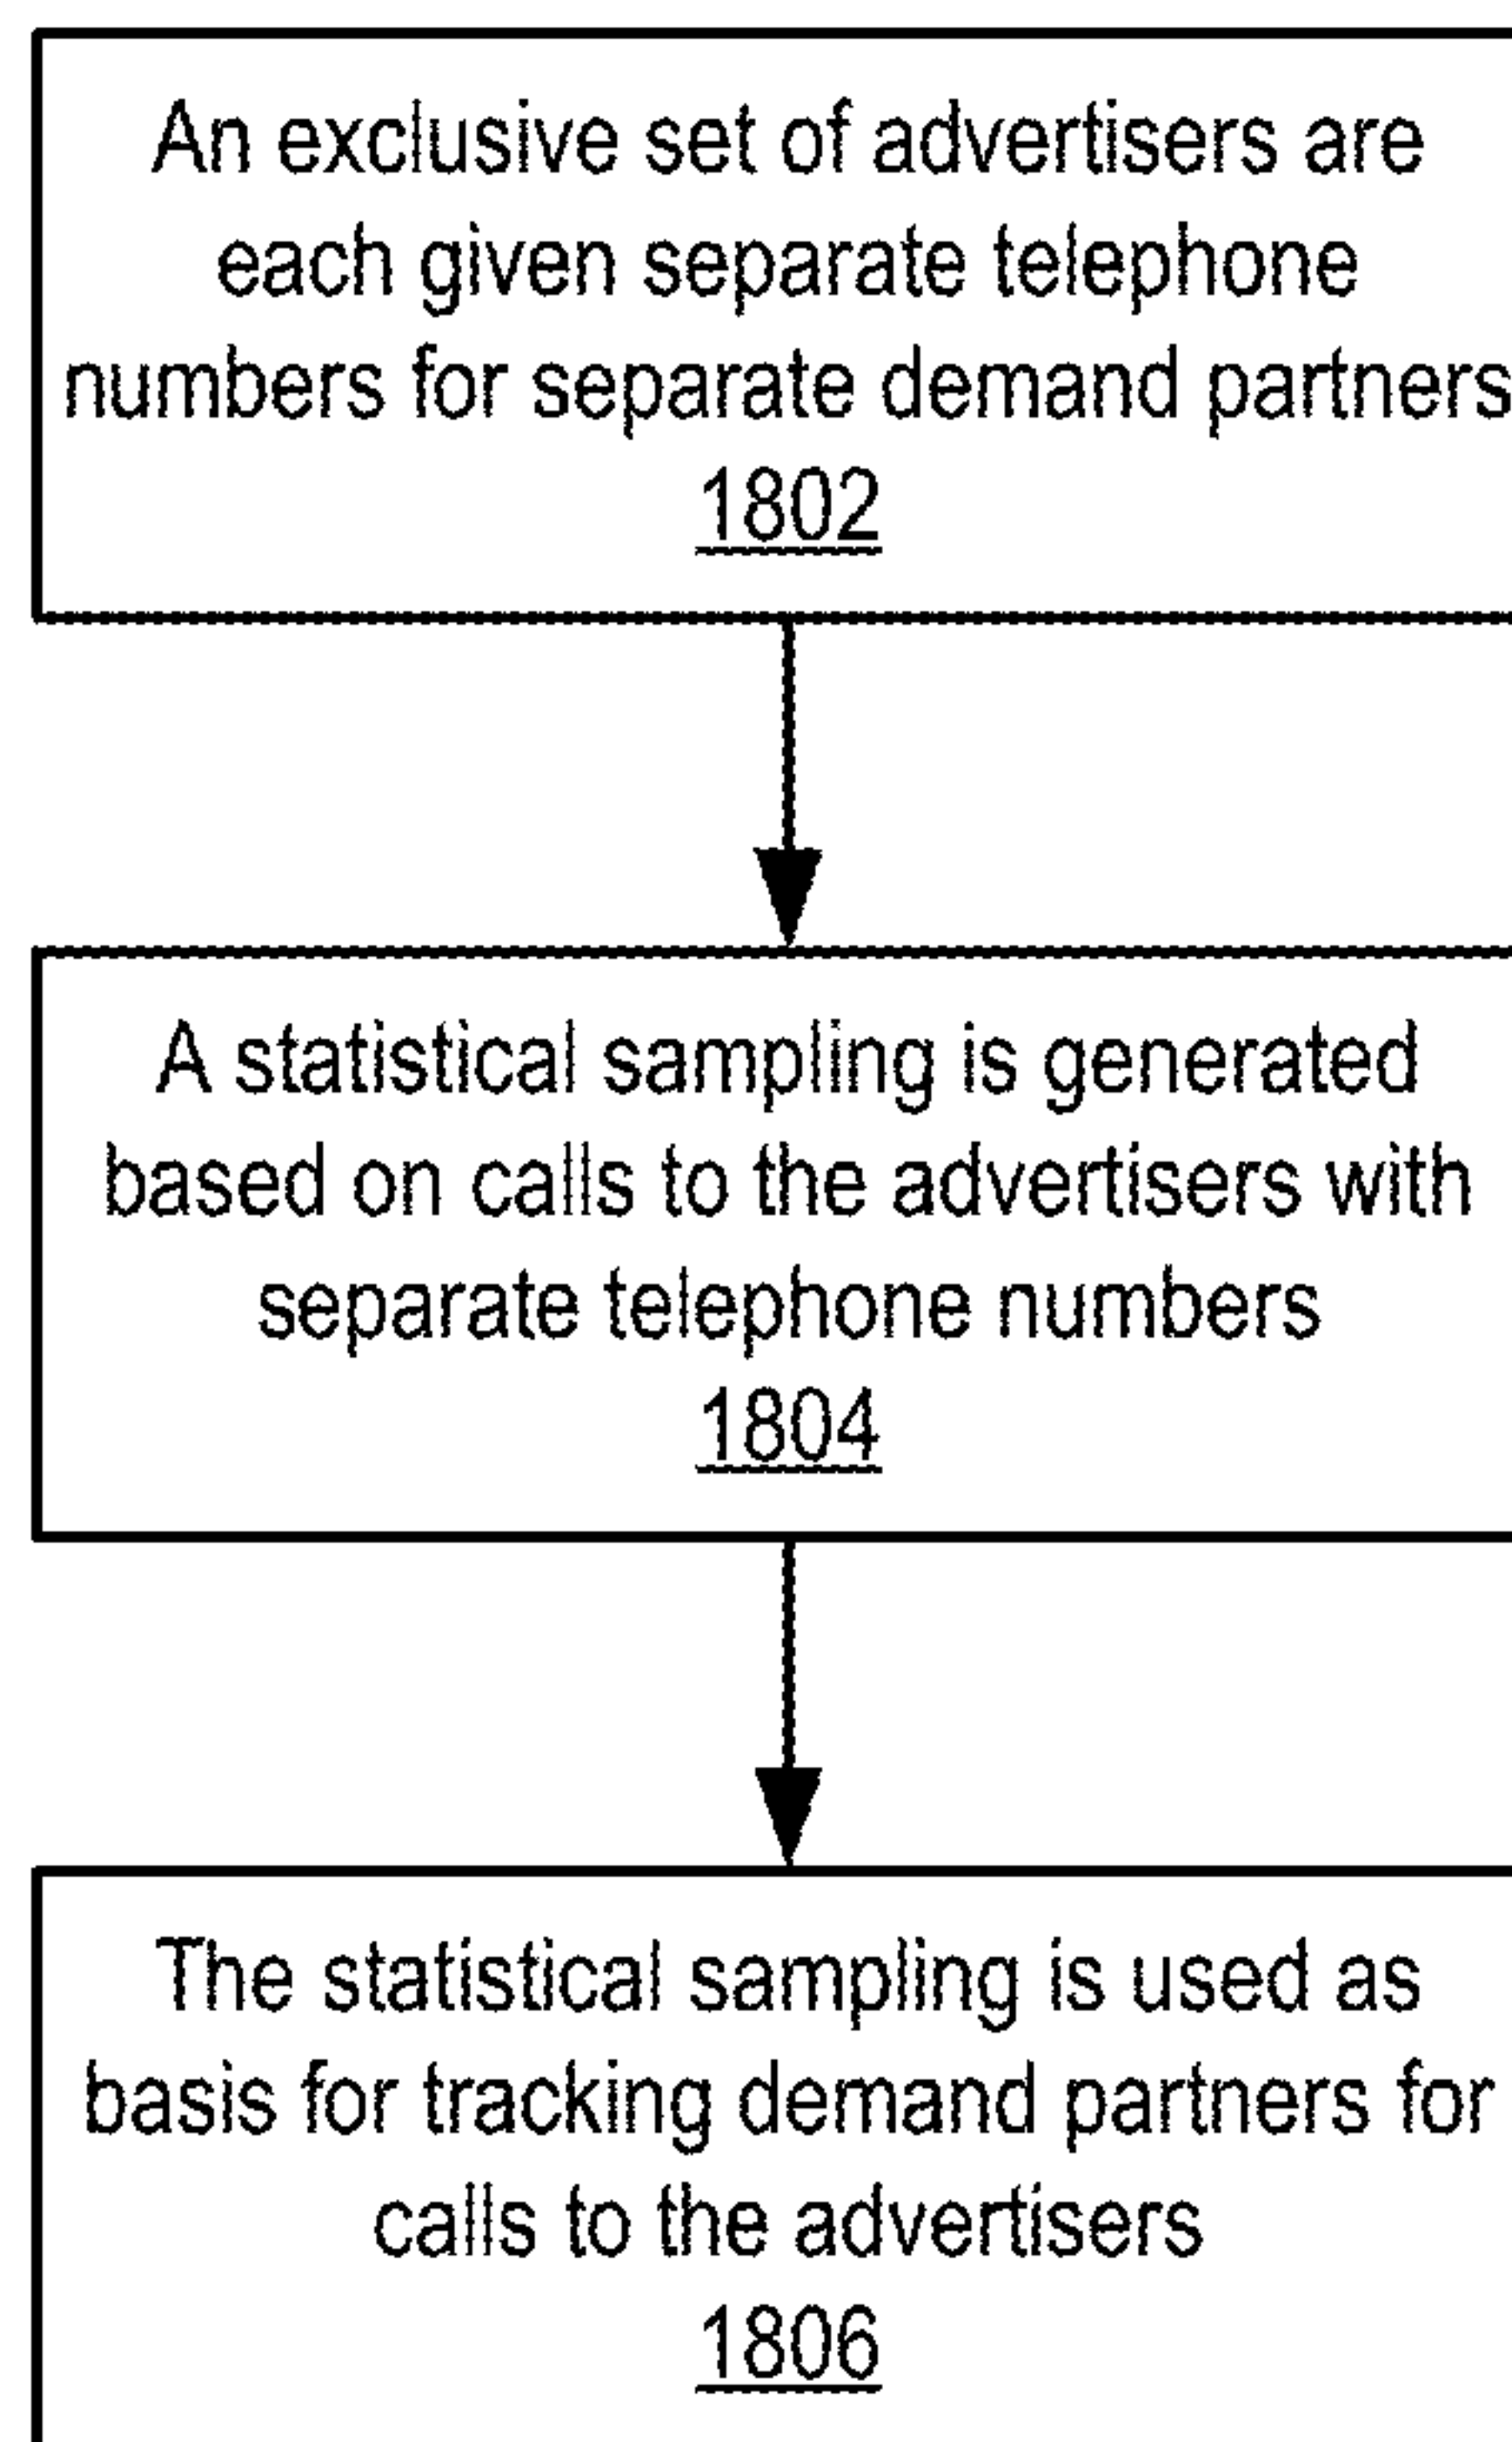 An exclusive set of advertisers are
each given separate telephone
numbers for separate demand partners
1802
A statistical sampling is generated
based on calls to the advertisers with
separate telephone numbers
1804
The statistical sampling is used as
basis for tracking demand partners for
calls to the advertisers
1806